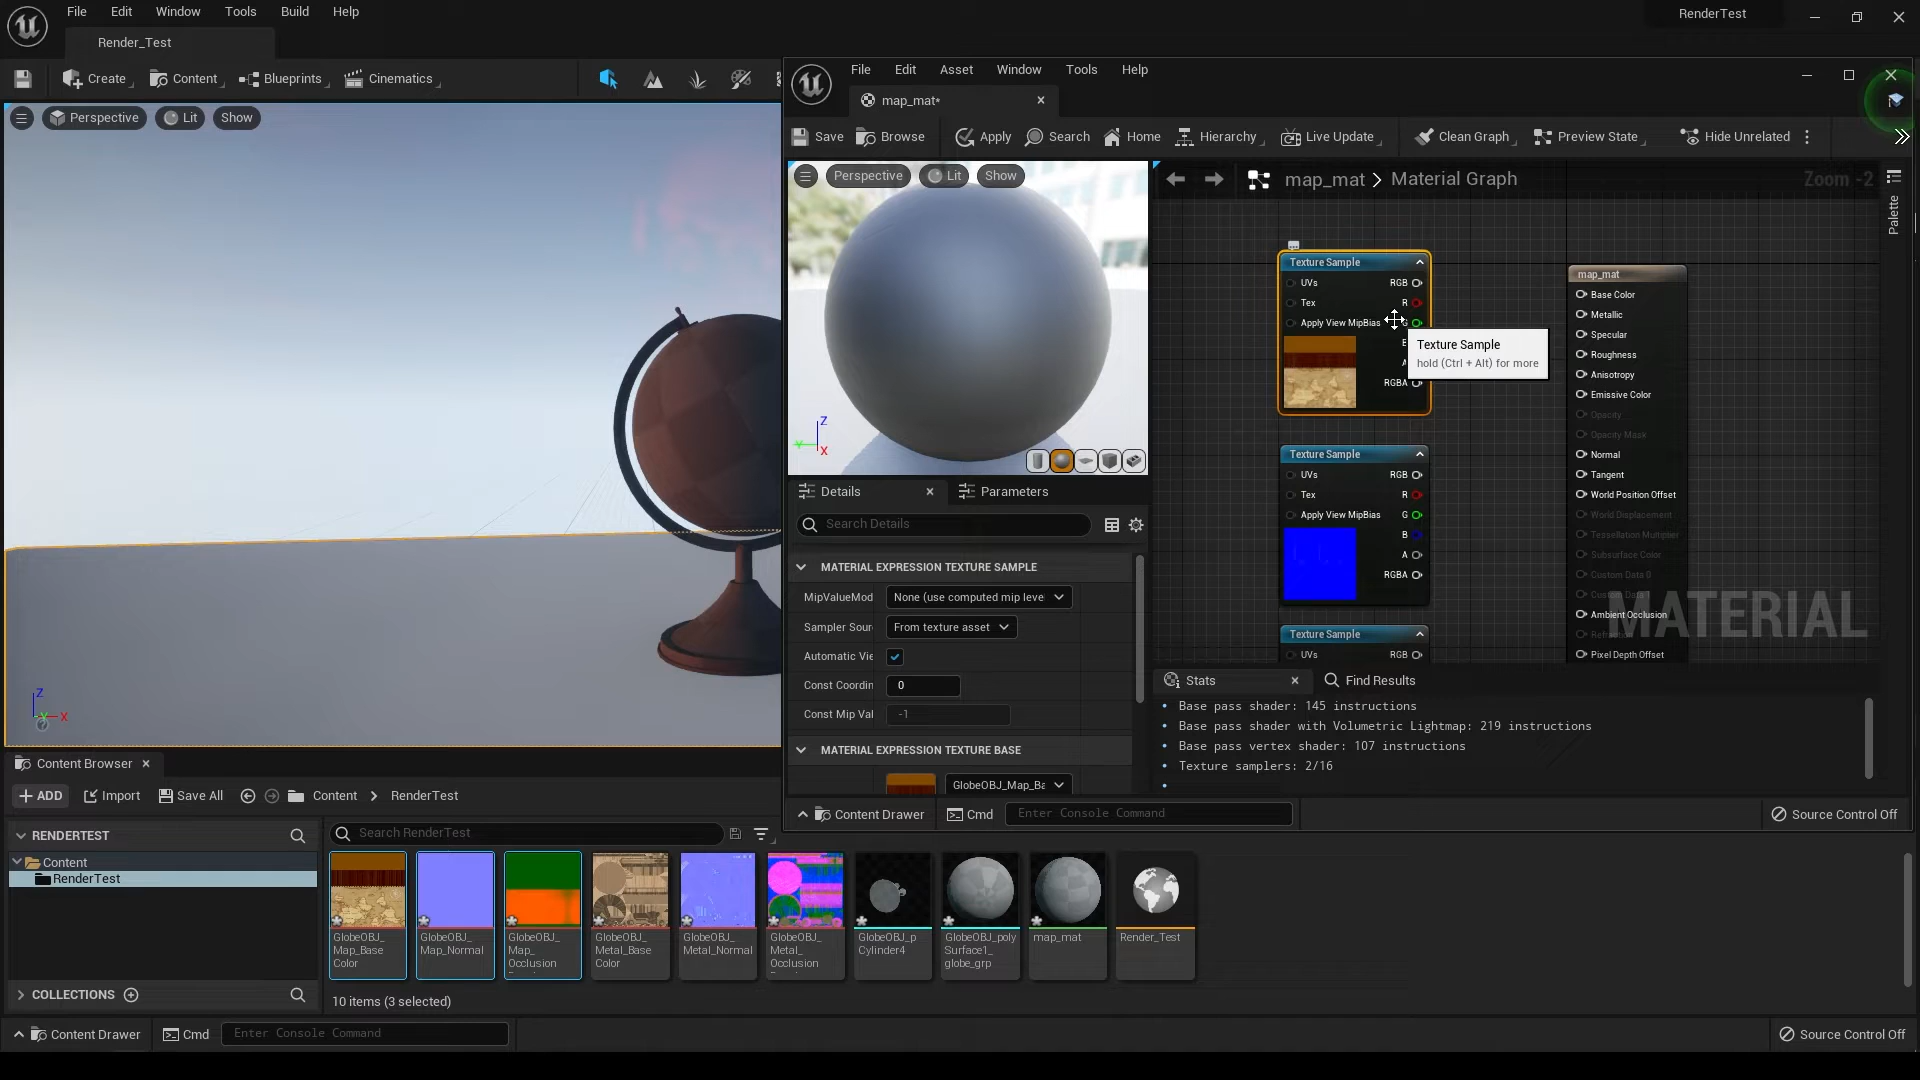 File Edit Window Tools Build Help
RenderTest
Render_Test
Create Content Blueprints Cinematics
Perspective Lit Show
Z
X
File Edit Asset Window Tools Help
map_mat*
Save Browse Apply Search Home Hierarchy Live Update Clean Graph Preview State Hide Unrelated
Perspective Lit Show
Z
Y
X
map_mat > Material Graph
Zoom -2
Palette
Texture Sample
UVs RGB
Tex R
Apply View MipBias G
RGBA
Texture Sample
hold (Ctrl + Alt) for more
Texture Sample
UVs RGB
Tex R
Apply View MipBias G
B
A
RGBA
Texture Sample
UVs RGB
map_mat
Base Color
Metallic
Specular
Roughness
Anisotropy
Emissive Color
Opacity
Opacity Mask
Normal
Tangent
World Position Offset
World Displacement
Tessellation Multiplier
Subsurface Color
Custom Data 0
Custom Data
Ambient Occlusion
Pixel Depth Offset
MATERIAL
Details Parameters
Search Details
MATERIAL EXPRESSION TEXTURE SAMPLE
MipValueMod None (use computed mip leve
Sampler Sour From texture asset
Automatic Vie
Const Coordin 0
Const Mip Val -1
MATERIAL EXPRESSION TEXTURE BASE
GlobeOBJ_Map_Ba
Stats Find Results
Base pass shader: 145 instructions
Base pass shader with Volumetric Lightmap: 219 instructions
Base pass vertex shader: 107 instructions
Texture samplers: 2/16
Content Drawer Cmd Enter Console Command Source Control Off
Content Browser
ADD Import Save All Content > RenderTest
RENDERTEST
Content
RenderTest
COLLECTIONS
Search RenderTest
GlobeOBJ_
Map_Base
Color
GlobeOBJ_
Map_Normal
GlobeOBJ_
Map_
Occlusion
GlobeOBJ_
Metal_Base
Color
GlobeOBJ_
Metal_Normal
GlobeOBJ_
Metal_
Occlusion
GlobeOBJ_p
Cylinder4
GlobeOBJ_poly
Surface1_
globe_grp
map_mat
Render_Test
10 items (3 selected)
Content Drawer Cmd Enter Console Command Source Control Off